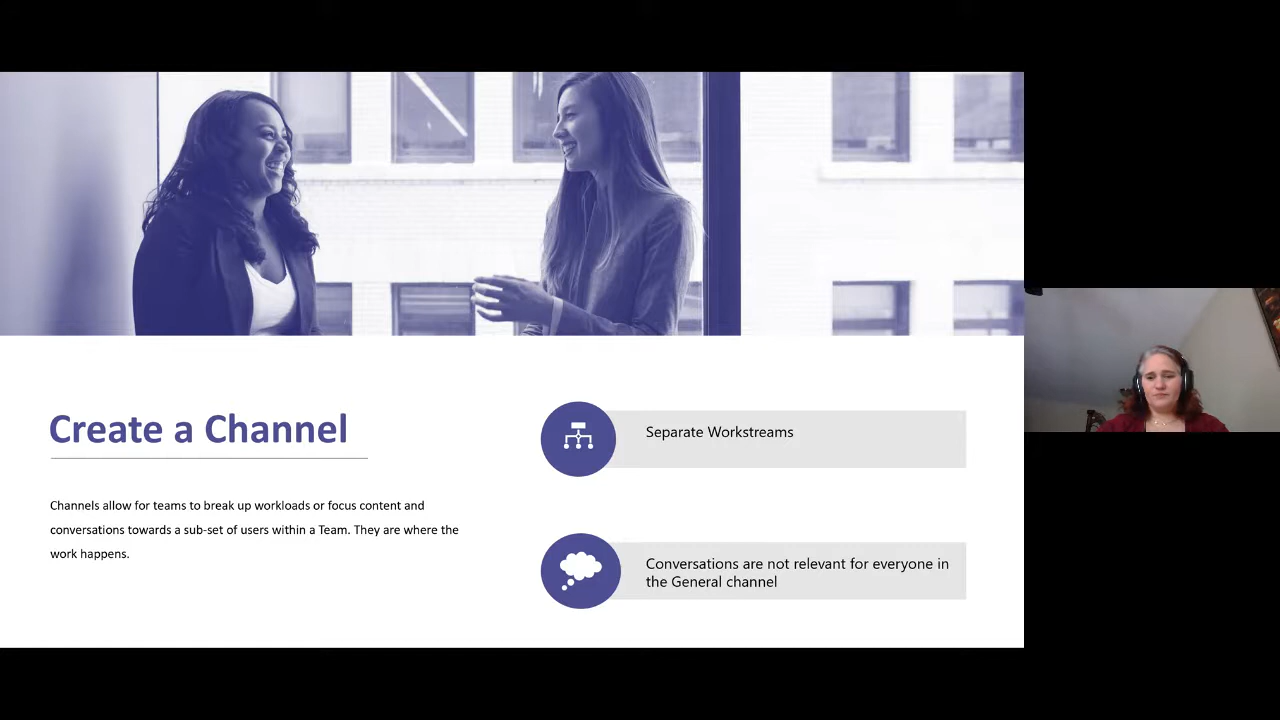 Create a Channel
Channels allow for teams to break up workloads or focus content and
conversations towards a sub-set of users within a Team. They are where the
work happens.
Separate Workstreams
Conversations are not relevant for everyone in
the General channel